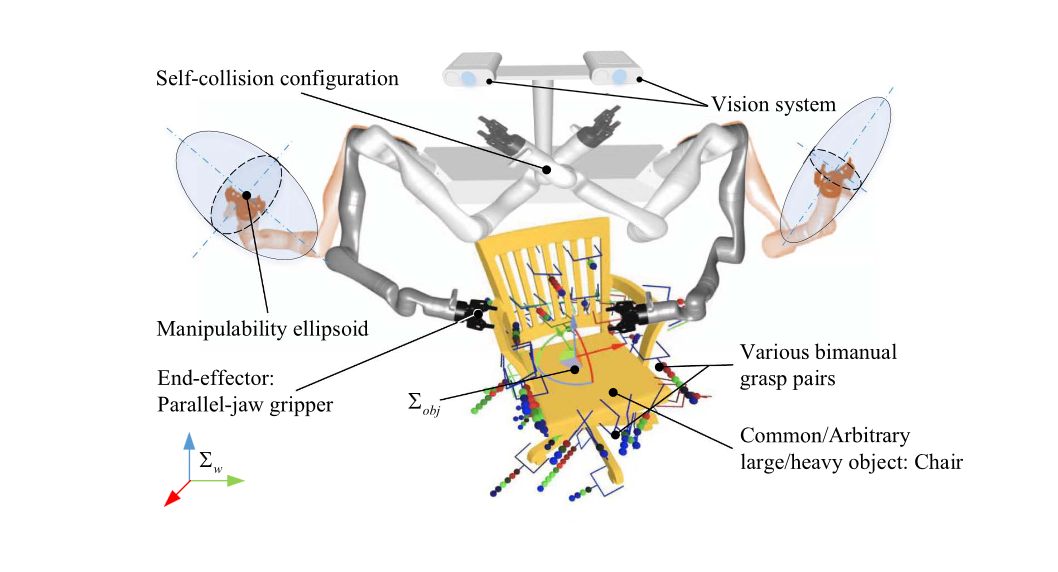 Self-collision configuration
Vision system
Manipulability ellipsoid
End-effector:
Parallel-jaw gripper
Σobj
Various bimanual
grasp pairs
Common/Arbitrary
large/heavy object: Chair
Σw